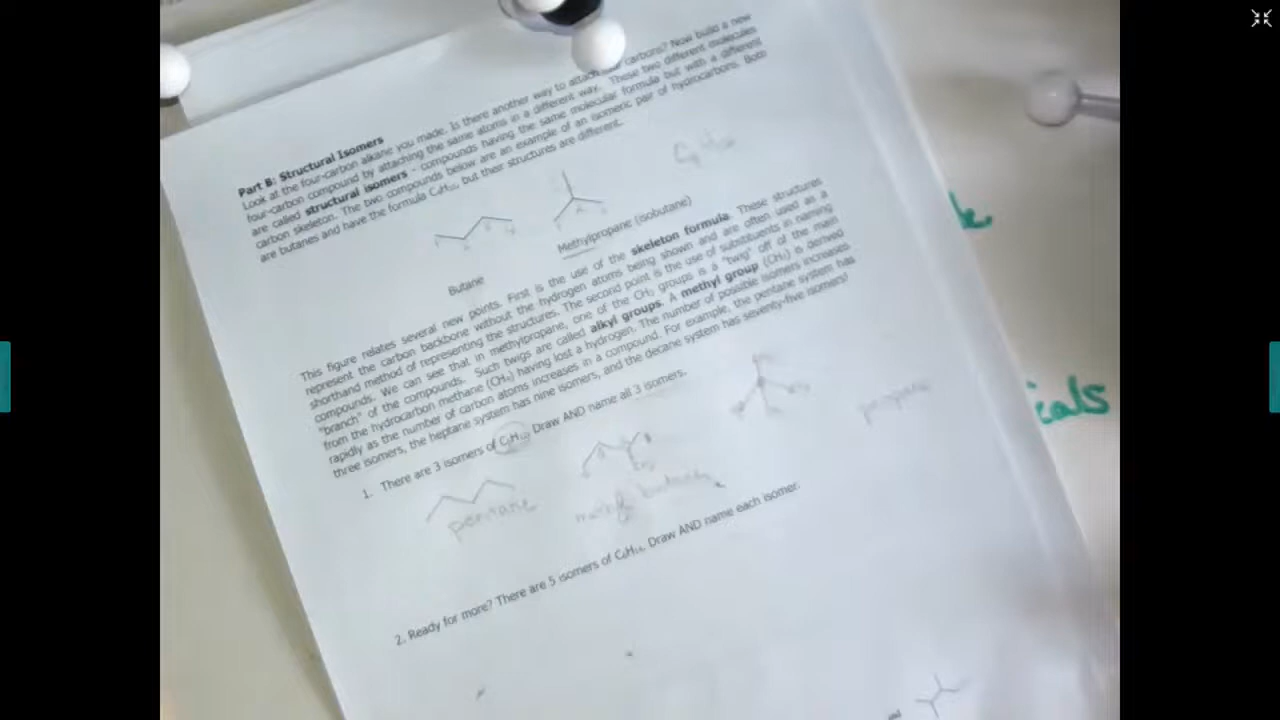 Part B: Structural Isomers
Look at the four-carbon alkane you made. Is there another way to attach carbons? Now build a new
four-carbon compound by attaching the same atoms in a different way. These two different molecules
are called structural isomers - compounds having the same molecular formula but with a different
carbon skeleton. The two compounds below are an example of an isomeric pair of hydrocarbons. Both
are butanes and have the formula C₄H₁₀, but their structures are different.
Butane
Methylpropane (isobutane)
This figure relates several new points. First is the use of the skeleton formula. These structures
represent the carbon backbone without the hydrogen atoms being shown and are often used as a
shorthand method of representing the structures. The second point is the use of substituents in naming
compounds. We can see that in methylpropane, one of the CH₃ groups is a "twig" off of the main
"branch" of the compounds. Such twigs are called alkyl groups. A methyl group (CH₃) is derived
from the hydrocarbon methane (CH₄) having lost a hydrogen. The number of possible isomers increases
rapidly as the number of carbon atoms increases in a compound. For example, the pentane system has
three isomers, the heptane system has nine isomers, and the decane system has seventy-five isomers!
1. There are 3 isomers of C₅H₁₂. Draw AND name all 3 isomers.
pentane
methyl butane
propane
2. Ready for more? There are 5 isomers of C₆H₁₄. Draw AND name each isomer.